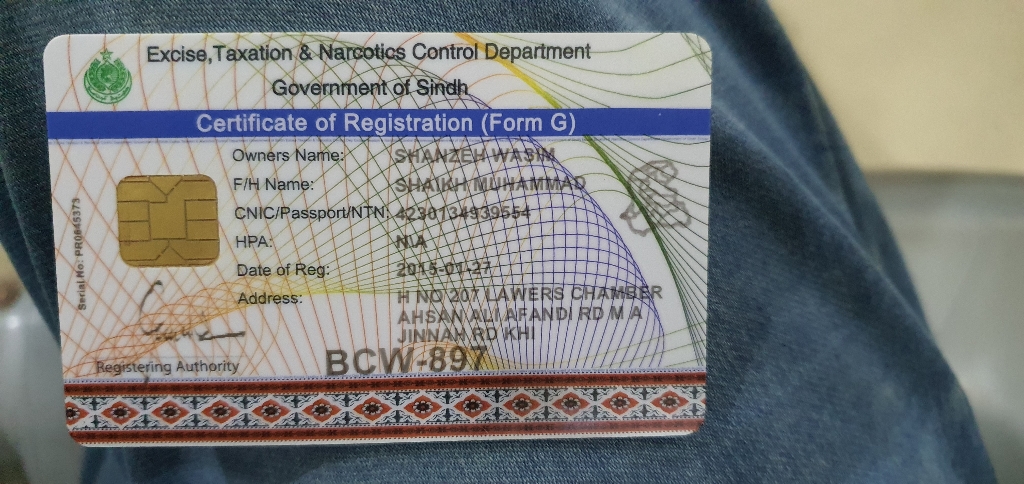 Excise,Taxation & Narcotics Control Department
Government of Sindh
Certificate of Registration (Form G)
Owners Name: SHANZEH WASIM
F/H Name: SHAIKH MUHAMMAD
CNIC/Passport/NTN: 4230134939554
HPA: N\A
Date of Reg: 2015-01-27
Address: H NO 207 LAWERS CHAMBER
AHSAN ALI AFANDI RD M A
JINNAH RD KHI
BCW-897
Registering Authority
Serial No: PR0645373